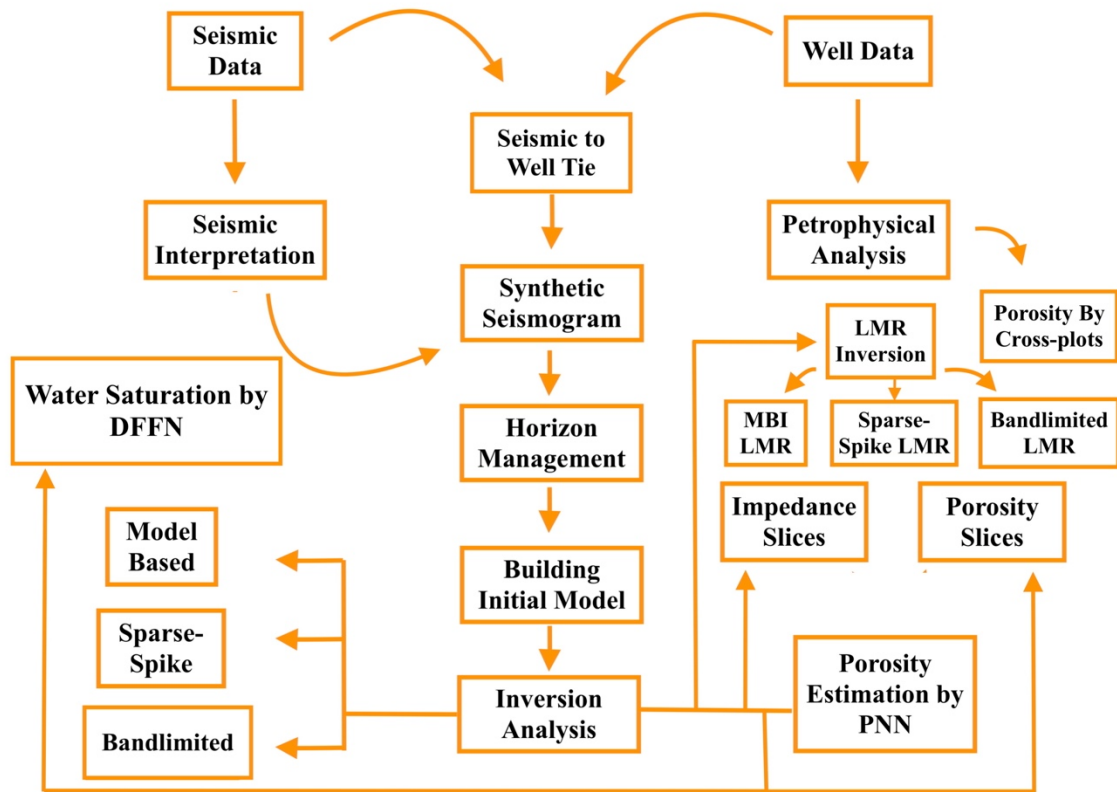 Seismic
Data
Well Data
Seismic to
Well Tie
Seismic
Interpretation
Petrophysical
Analysis
Synthetic
Seismogram
Porosity By
Cross-plots
LMR
Inversion
Water Saturation by
DFFN
MBI
LMR
Sparse-
Spike LMR
Bandlimited
LMR
Horizon
Management
Impedance
Slices
Porosity
Slices
Model
Based
Building
Initial Model
Sparse-
Spike
Porosity
Estimation by
PNN
Inversion
Analysis
Bandlimited